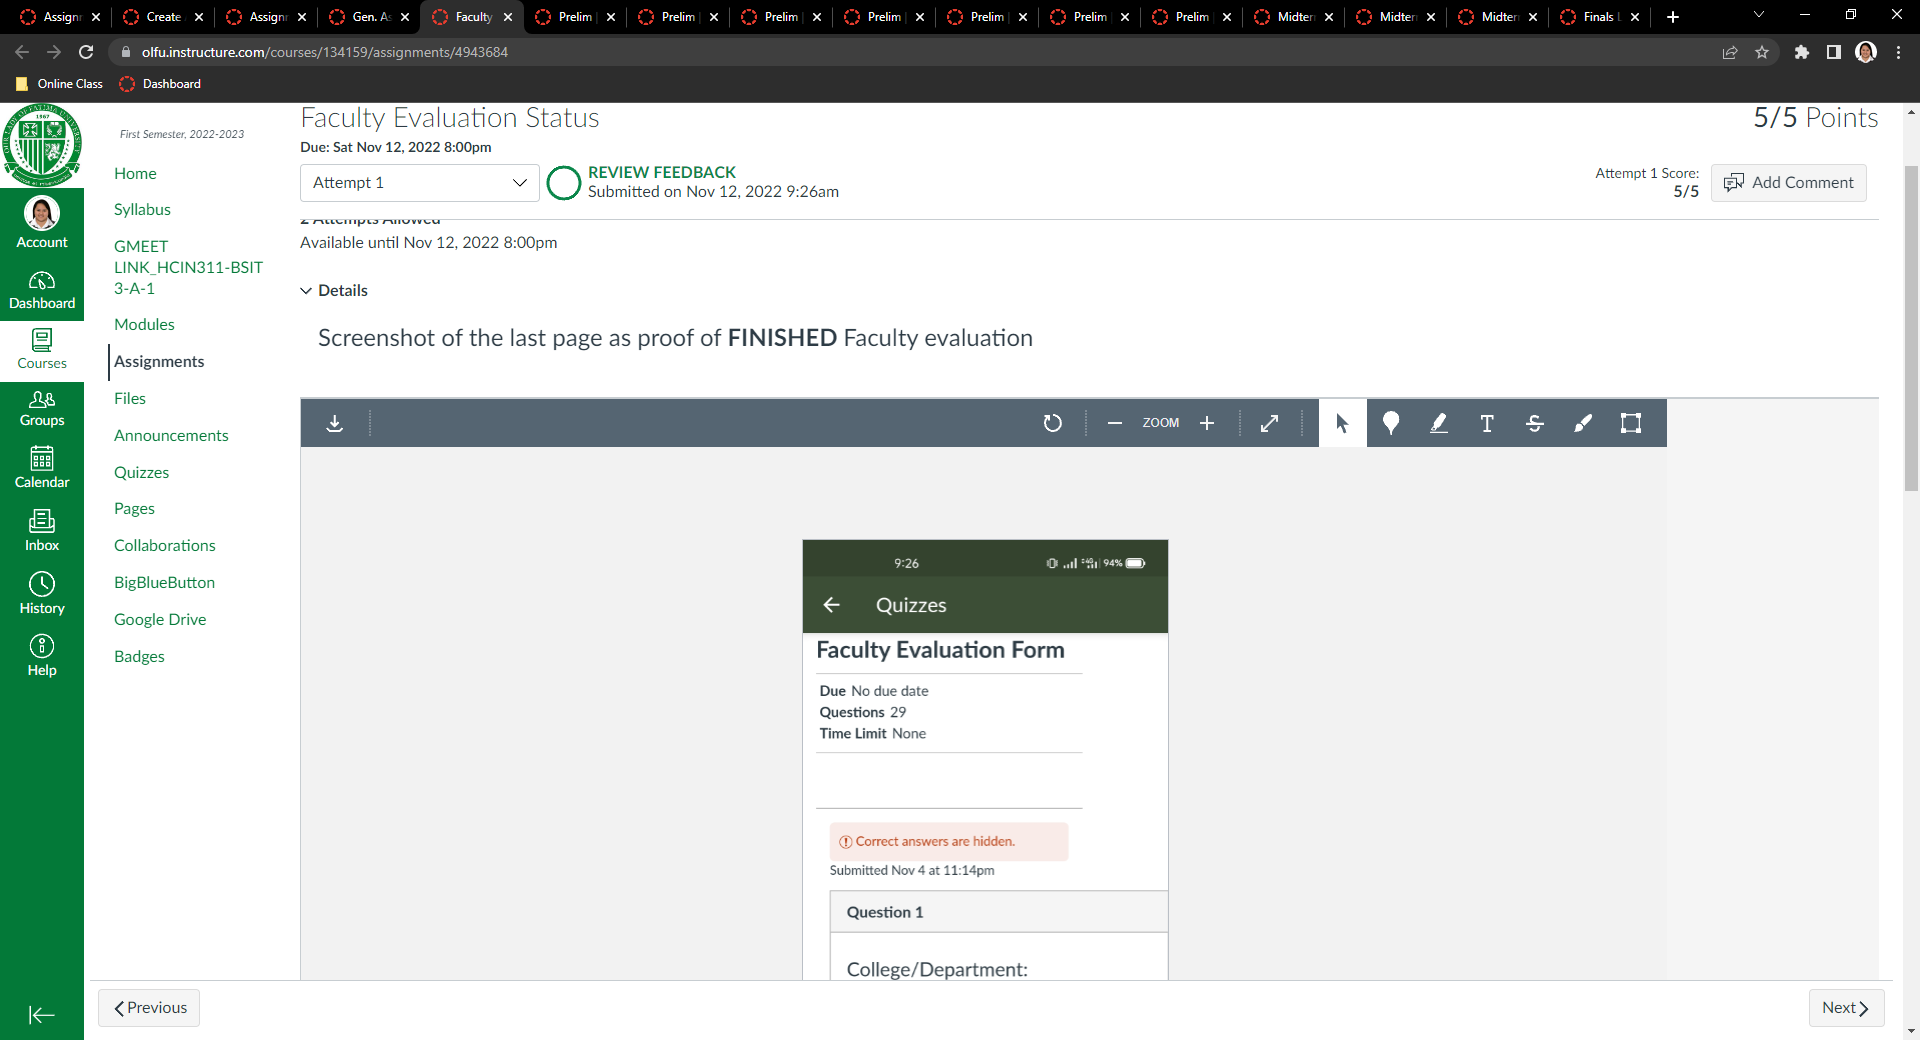 Assignr
Create
Assignr
Gen. A
Faculty
Prelim
Prelim
Prelim
Prelim
Prelim
Prelim
Prelim
Midter
Midter
Midter
Finals
olfu.instructure.com/courses/134159/assignments/4943684
Online Class
Dashboard
1967
First Semester, 2022-2023
Home
Syllabus
GMEET
LINK_HCIN311-BSIT
3-A-1
Modules
Assignments
Files
Announcements
Quizzes
Pages
Collaborations
BigBlueButton
Google Drive
Badges
Account
Dashboard
Courses
Groups
Calendar
Inbox
History
Help
Faculty Evaluation Status
5/5 Points
Due: Sat Nov 12, 2022 8:00pm
Attempt 1
REVIEW FEEDBACK
Submitted on Nov 12, 2022 9:26am
Attempt 1 Score:
5/5
Add Comment
2 Attempts Allowed
Available until Nov 12, 2022 8:00pm
Details
Screenshot of the last page as proof of FINISHED Faculty evaluation
ZOOM
9:26
94%
Quizzes
Faculty Evaluation Form
Due No due date
Questions 29
Time Limit None
Correct answers are hidden.
Submitted Nov 4 at 11:14pm
Question 1
College/Department:
Previous
Next